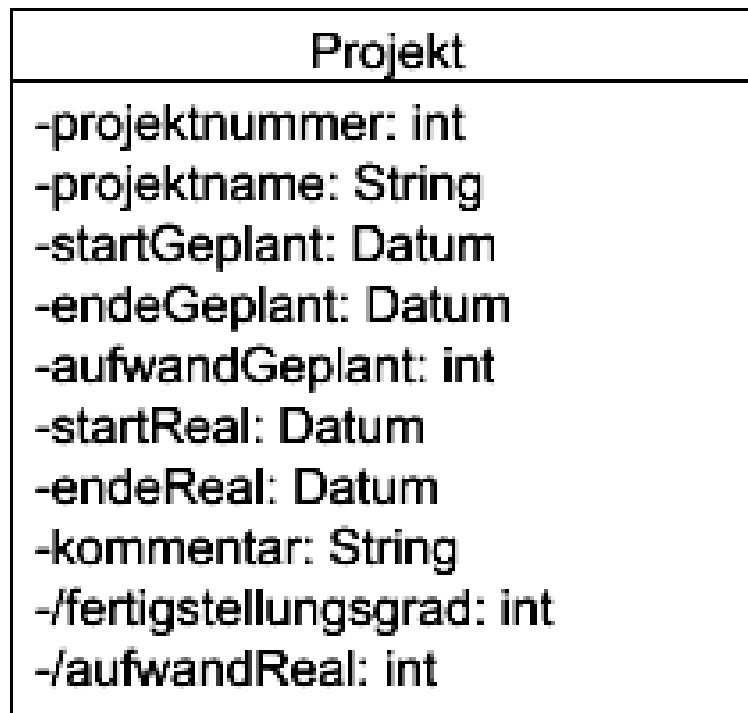 Projekt
-projektnummer: int
-projektname: String
-startGeplant: Datum
-endeGeplant: Datum
-aufwandGeplant: int
-startReal: Datum
-endeReal: Datum
-kommentar: String
-/fertigstellungsgrad: int
-/aufwandReal: int